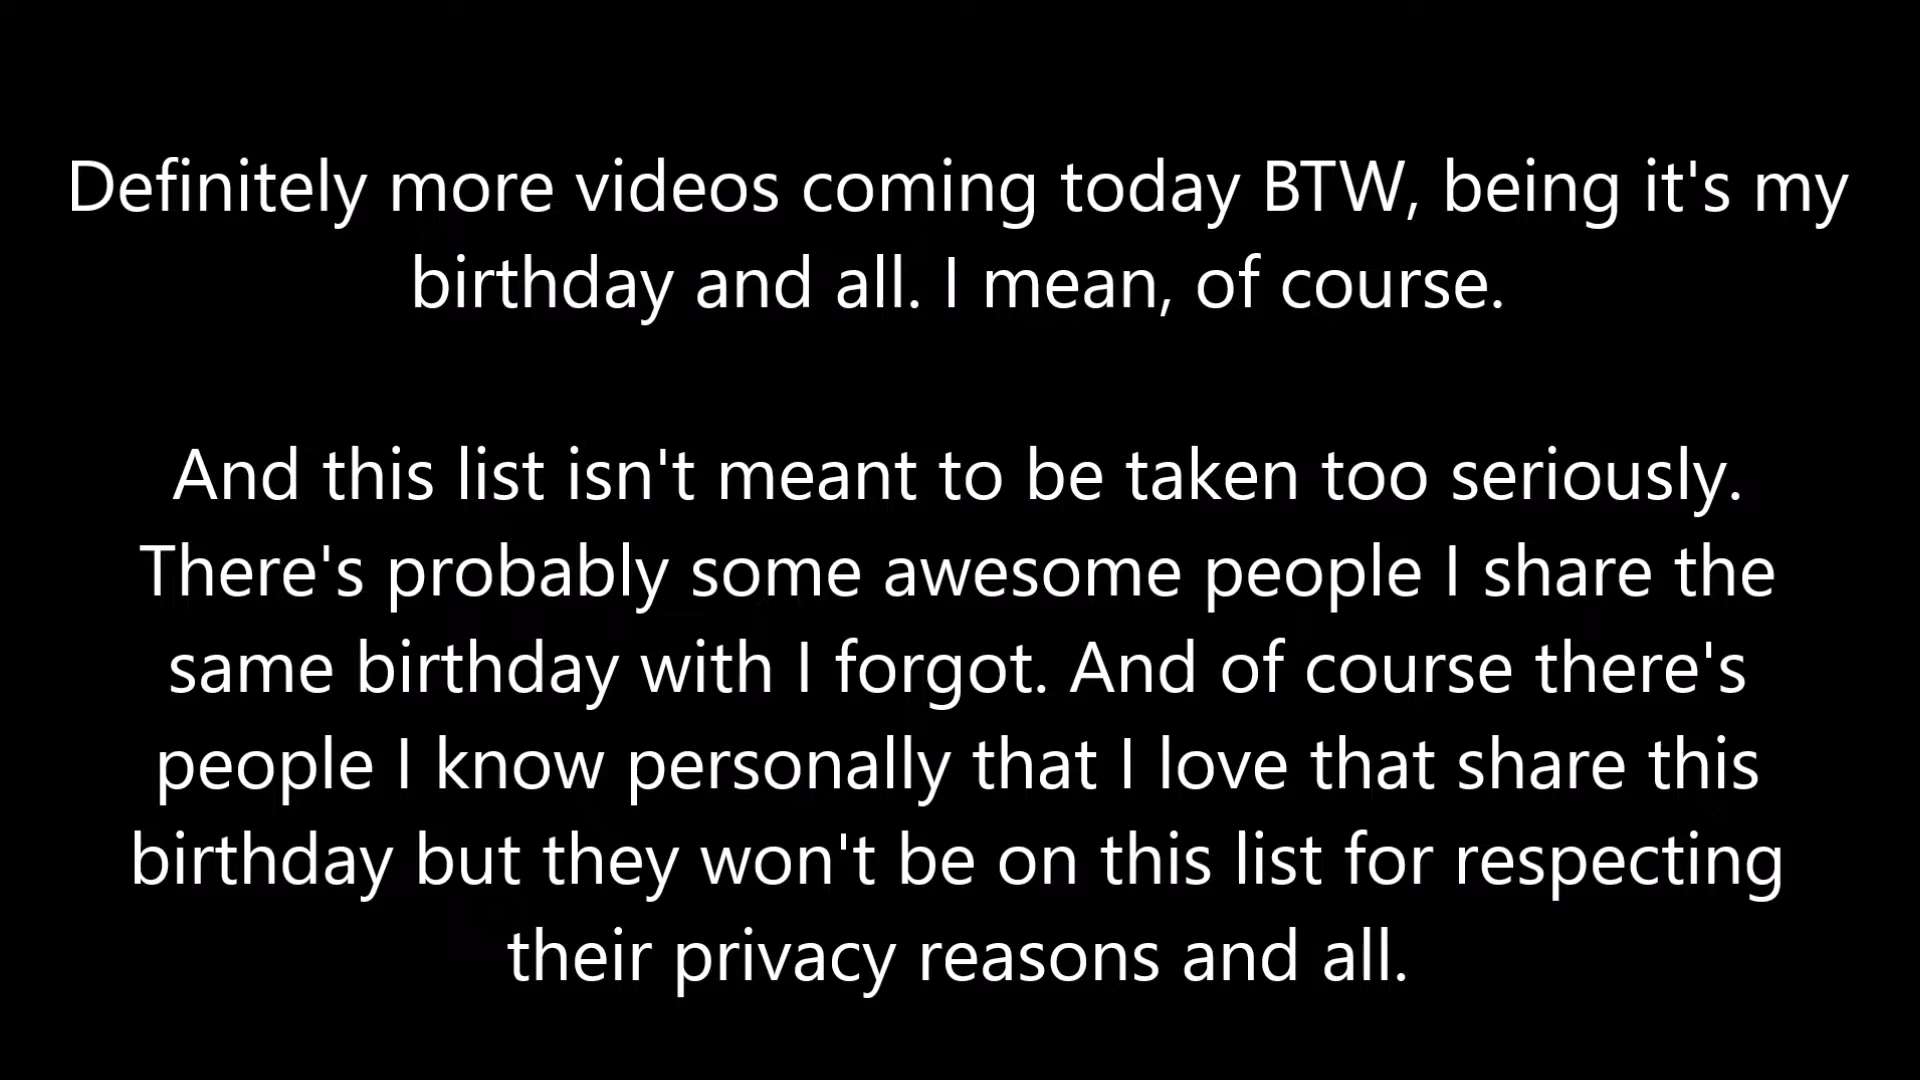 Definitely more videos coming today BTW, being it's my
birthday and all. I mean, of course.
And this list isn't meant to be taken too seriously.
There's probably some awesome people I share the
same birthday with I forgot. And of course there's
people I know personally that I love that share this
birthday but they won't be on this list for respecting
their privacy reasons and all.